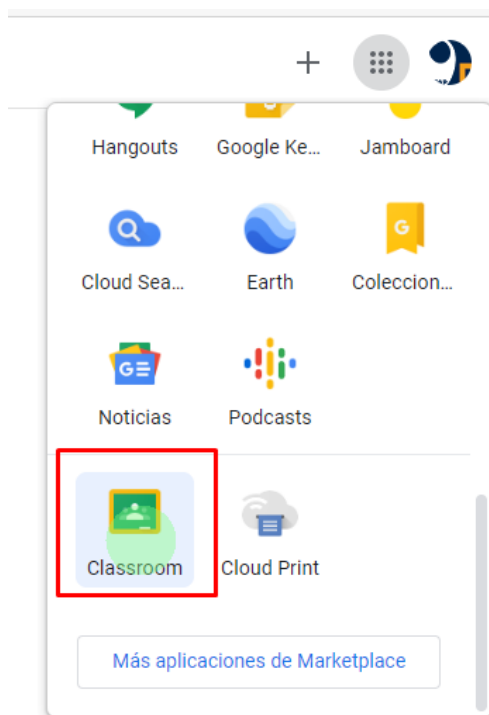 Hangouts Google Ke... Jamboard
G
Cloud Sea... Earth Coleccion...
G
Noticias Podcasts
Classroom Cloud Print
Más aplicaciones de Marketplace